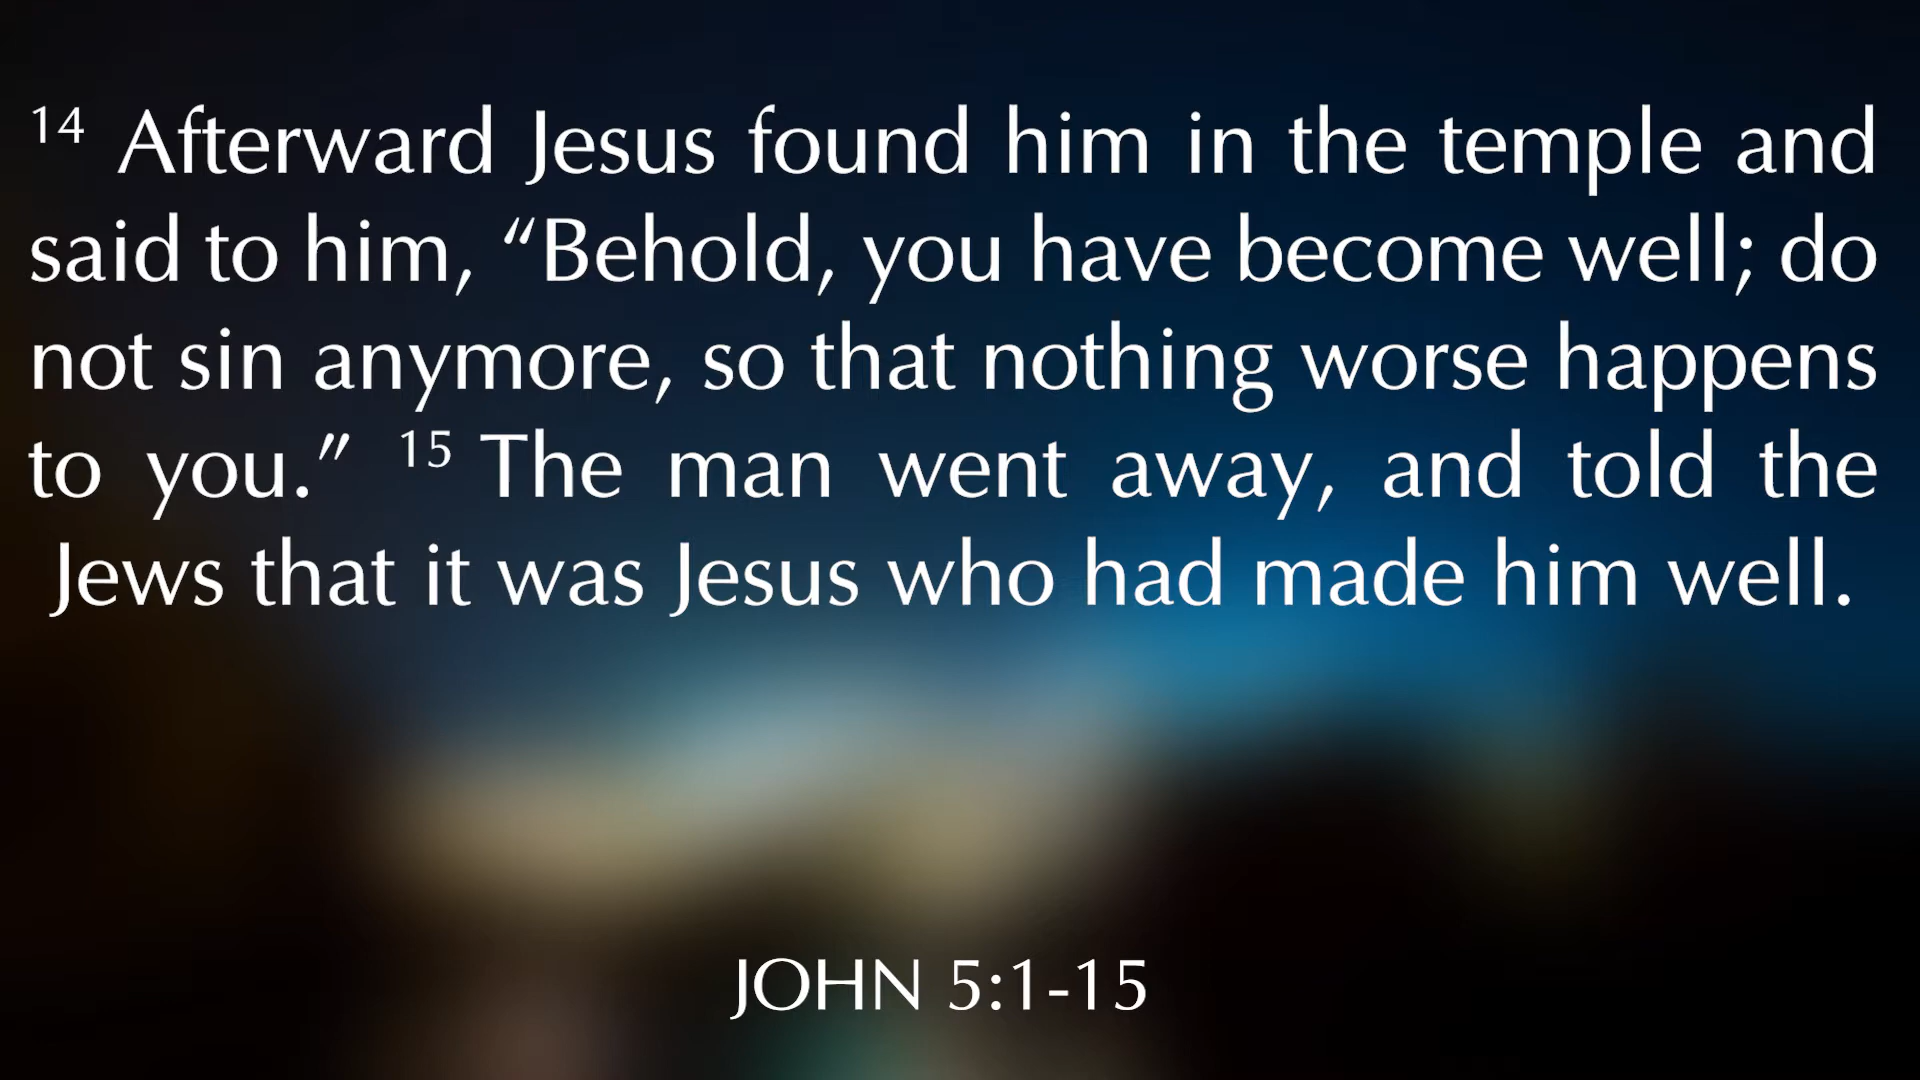 14 Afterward Jesus found him in the temple and
said to him, “Behold, you have become well; do
not sin anymore, so that nothing worse happens
to you.” 15 The man went away, and told the
Jews that it was Jesus who had made him well.
JOHN 5:1-15